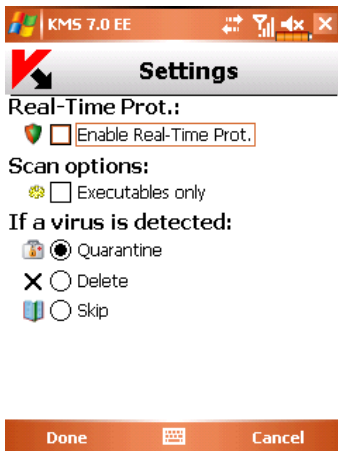 KMS 7.0 EE
Settings
Real-Time Prot.:
Enable Real-Time Prot.
Scan options:
Executables only
If a virus is detected:
Quarantine
Delete
Skip
Done Cancel